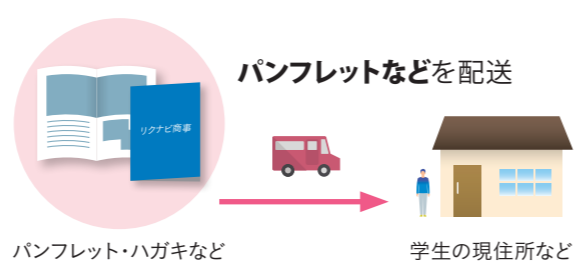 パンフレットなどを配送
リクナビ商事
パンフレット・ハガキなど
学生の現住所など